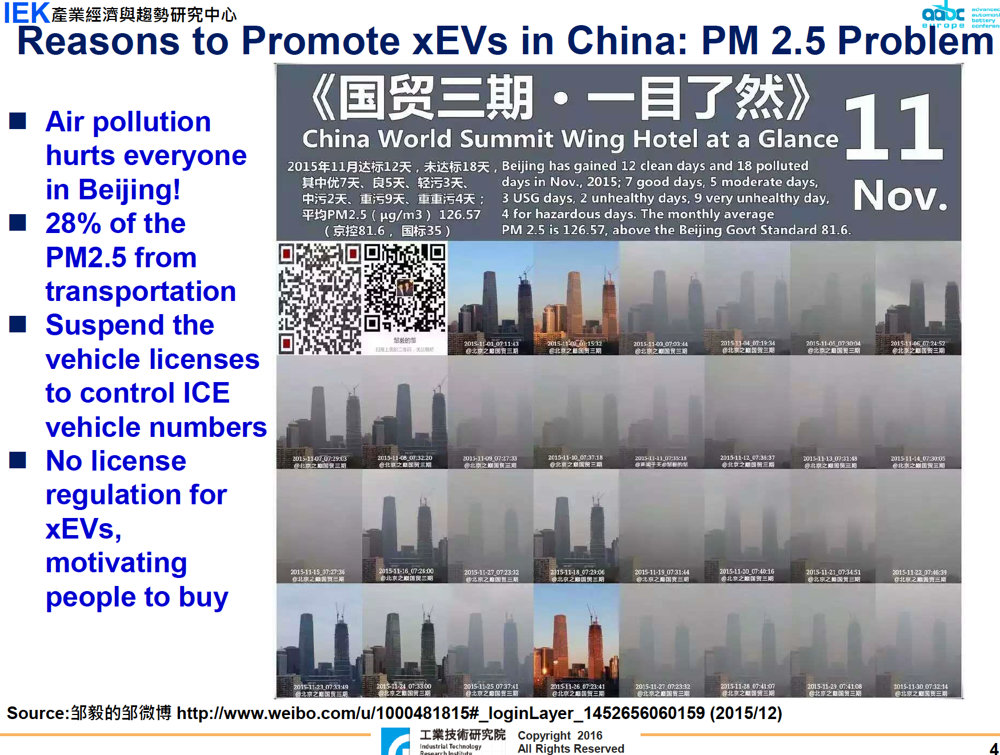 IEK產業經濟與趨勢研究中心
aabc europe
advanced
automoti
battery
conferen
Reasons to Promote xEVs in China: PM 2.5 Problem
Air pollution
hurts everyone
in Beijing!
28% of the
PM2.5 from
transportation
Suspend the
vehicle licenses
to control ICE
vehicle numbers
No license
regulation for
xEVs,
motivating
people to buy
《国贸三期·一目了然》
China World Summit Wing Hotel at a Glance
11
Nov.
2015年11月达标12天，未达标18天，
其中优7天、良5天、轻污3天、
中污2天、重污9天、重重污4天；
平均PM2.5（μg/m3）126.57
（京控81.6， 国标35）
Beijing has gained 12 clean days and 18 polluted
days in Nov., 2015; 7 good days, 5 moderate days,
3 USG days, 2 unhealthy days, 9 very unhealthy day,
4 for hazardous days. The monthly average
PM 2.5 is 126.57, above the Beijing Govt Standard 81.6.
邹毅的邹
扫描上面的二维码，关注我吧
2015-11-01_07:11:43
@北京之巅国贸三期
2015-11-02_07:15:32
@北京之巅国贸三期
2015-11-03_07:03:44
@北京之巅国贸三期
2015-11-04_07:19:34
@北京之巅国贸三期
2015-11-05_07:30:04
@北京之巅国贸三期
2015-11-06_07:24:52
@北京之巅国贸三期
2015-11-07_07:29:03
@北京之巅国贸三期
2015-11-08_07:32:20
@北京之巅国贸三期
2015-11-09_07:27:33
@北京之巅国贸三期
2015-11-10_07:37:18
@北京之巅国贸三期
2015-11-11_07:35:18
@声闻于天@邹毅的邹
2015-11-12_07:36:37
@北京之巅国贸三期
2015-11-13_07:31:48
@北京之巅国贸三期
2015-11-14_07:30:05
@北京之巅国贸三期
2015-11-15_07:27:36
@北京之巅国贸三期
2015-11-16_07:26:00
@北京之巅国贸三期
2015-11-27_07:23:32
@北京之巅国贸三期
2015-11-18_07:29:06
@北京之巅国贸三期
2015-11-19_07:31:44
@北京之巅国贸三期
2015-11-20_07:40:16
@北京之巅国贸三期
2015-11-21_07:34:51
@北京之巅国贸三期
2015-11-22_07:46:39
@北京之巅国贸三期
2015-11-23_07:33:49
@北京之巅国贸三期
2015-11-24_07:33:00
@北京之巅国贸三期
2015-11-25_07:37:41
@北京之巅国贸三期
2015-11-26_07:23:41
@北京之巅国贸三期
2015-11-27_07:23:32
@北京之巅国贸三期
2015-11-28_07:41:07
@北京之巅国贸三期
2015-11-29_07:41:08
@北京之巅国贸三期
2015-11-30_07:32:14
@北京之巅国贸三期
Source:邹毅的邹微博 http://www.weibo.com/u/1000481815#_loginLayer_1452656060159 (2015/12)
工業技術研究院
Industrial Technology
Research Institute
Copyright 2016
All Rights Reserved
4